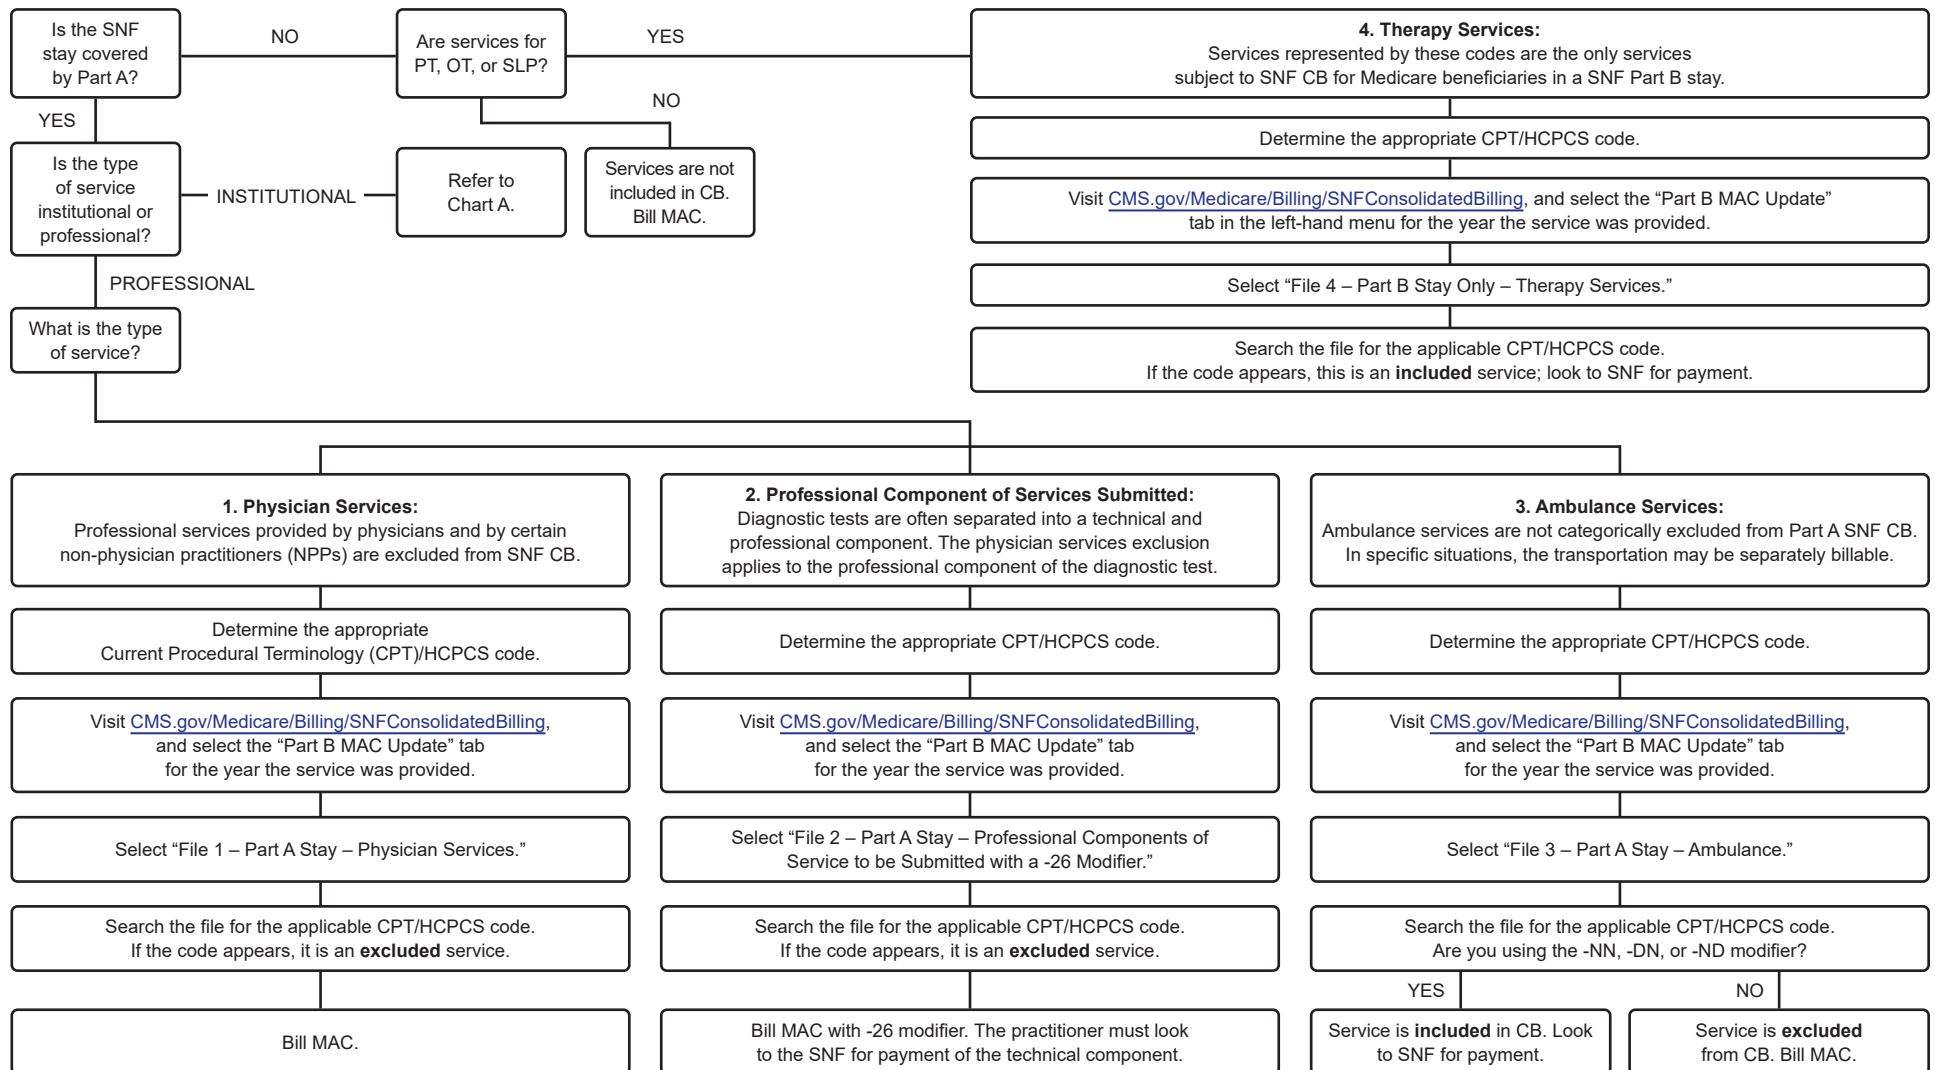 Is the SNF
stay covered
by Part A?
NO
Are services for
PT, OT, or SLP?
YES
4. Therapy Services:
Services represented by these codes are the only services
subject to SNF CB for Medicare beneficiaries in a SNF Part B stay.
YES
NO
Determine the appropriate CPT/HCPCS code.
Is the type
of service
institutional or
professional?
INSTITUTIONAL
Refer to
Chart A.
Services are not
included in CB.
Bill MAC.
Visit CMS.gov/Medicare/Billing/SNFConsolidatedBilling, and select the “Part B MAC Update”
tab in the left-hand menu for the year the service was provided.
PROFESSIONAL
Select “File 4 – Part B Stay Only – Therapy Services.”
What is the type
of service?
Search the file for the applicable CPT/HCPCS code.
If the code appears, this is an included service; look to SNF for payment.
1. Physician Services:
Professional services provided by physicians and by certain
non-physician practitioners (NPPs) are excluded from SNF CB.
Determine the appropriate
Current Procedural Terminology (CPT)/HCPCS code.
Visit CMS.gov/Medicare/Billing/SNFConsolidatedBilling,
and select the “Part B MAC Update” tab
for the year the service was provided.
Select “File 1 – Part A Stay – Physician Services.”
Search the file for the applicable CPT/HCPCS code.
If the code appears, it is an excluded service.
Bill MAC.
2. Professional Component of Services Submitted:
Diagnostic tests are often separated into a technical and
professional component. The physician services exclusion
applies to the professional component of the diagnostic test.
Determine the appropriate CPT/HCPCS code.
Visit CMS.gov/Medicare/Billing/SNFConsolidatedBilling,
and select the “Part B MAC Update” tab
for the year the service was provided.
Select “File 2 – Part A Stay – Professional Components of
Service to be Submitted with a -26 Modifier.”
Search the file for the applicable CPT/HCPCS code.
If the code appears, it is an excluded service.
Bill MAC with -26 modifier. The practitioner must look
to the SNF for payment of the technical component.
3. Ambulance Services:
Ambulance services are not categorically excluded from Part A SNF CB.
In specific situations, the transportation may be separately billable.
Determine the appropriate CPT/HCPCS code.
Visit CMS.gov/Medicare/Billing/SNFConsolidatedBilling,
and select the “Part B MAC Update” tab
for the year the service was provided.
Select “File 3 – Part A Stay – Ambulance.”
Search the file for the applicable CPT/HCPCS code.
Are you using the -NN, -DN, or -ND modifier?
YES
NO
Service is included in CB. Look
to SNF for payment.
Service is excluded
from CB. Bill MAC.